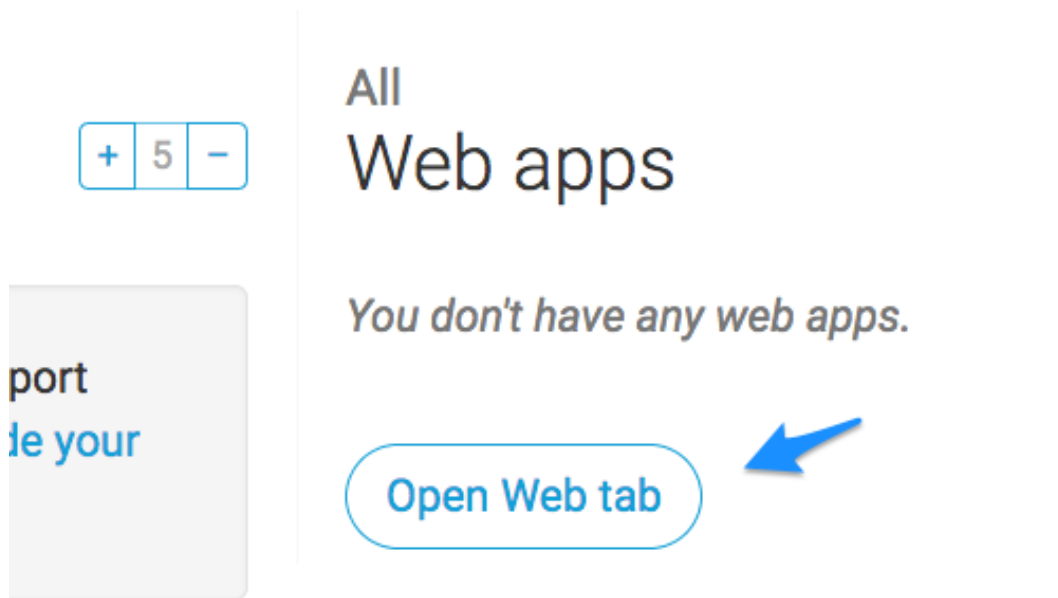 + 5 −
port
de your
All
Web apps
You don't have any web apps.
Open Web tab